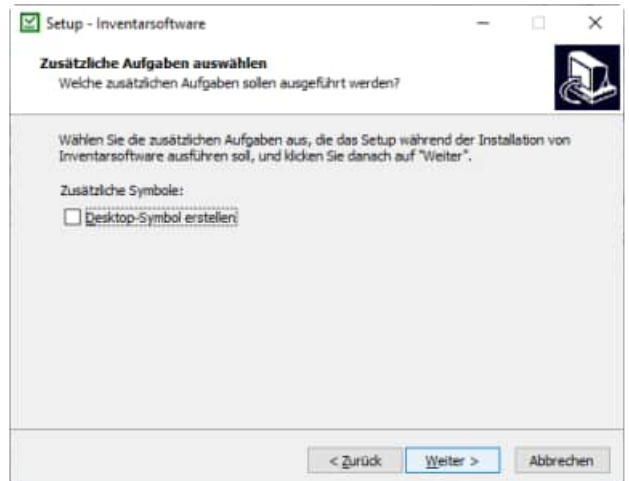 Setup - Inventarsoftware
Zusätzliche Aufgaben auswählen
Welche zusätzlichen Aufgaben sollen ausgeführt werden?
Wählen Sie die zusätzlichen Aufgaben aus, die das Setup während der Installation von
Inventarsoftware ausführen soll, und klicken Sie danach auf "Weiter".
Zusätzliche Symbole:
Desktop-Symbol erstellen
< Zurück
Weiter >
Abbrechen